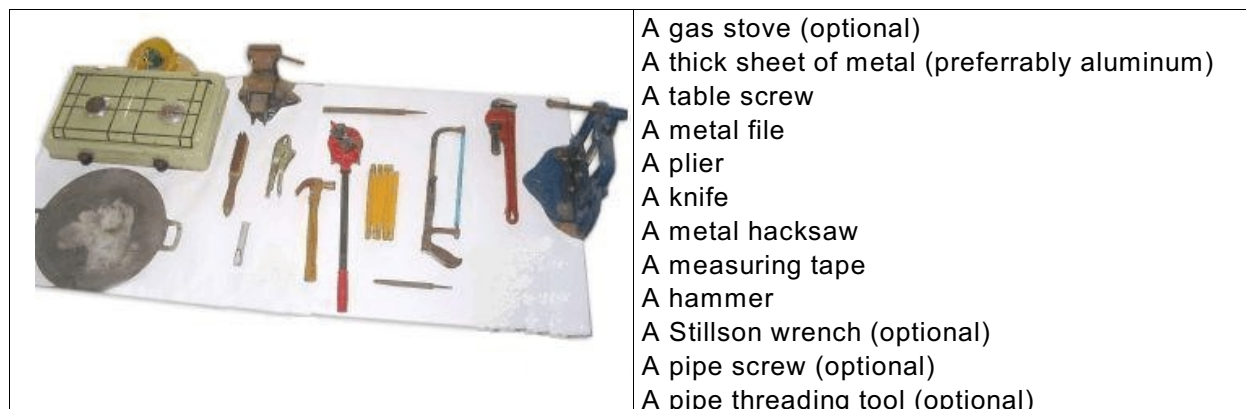 A gas stove (optional)
A thick sheet of metal (preferrably aluminum)
A table screw
A metal file
A plier
A knife
A metal hacksaw
A measuring tape
A hammer
A Stillson wrench (optional)
A pipe screw (optional)
A pipe threading tool (optional)